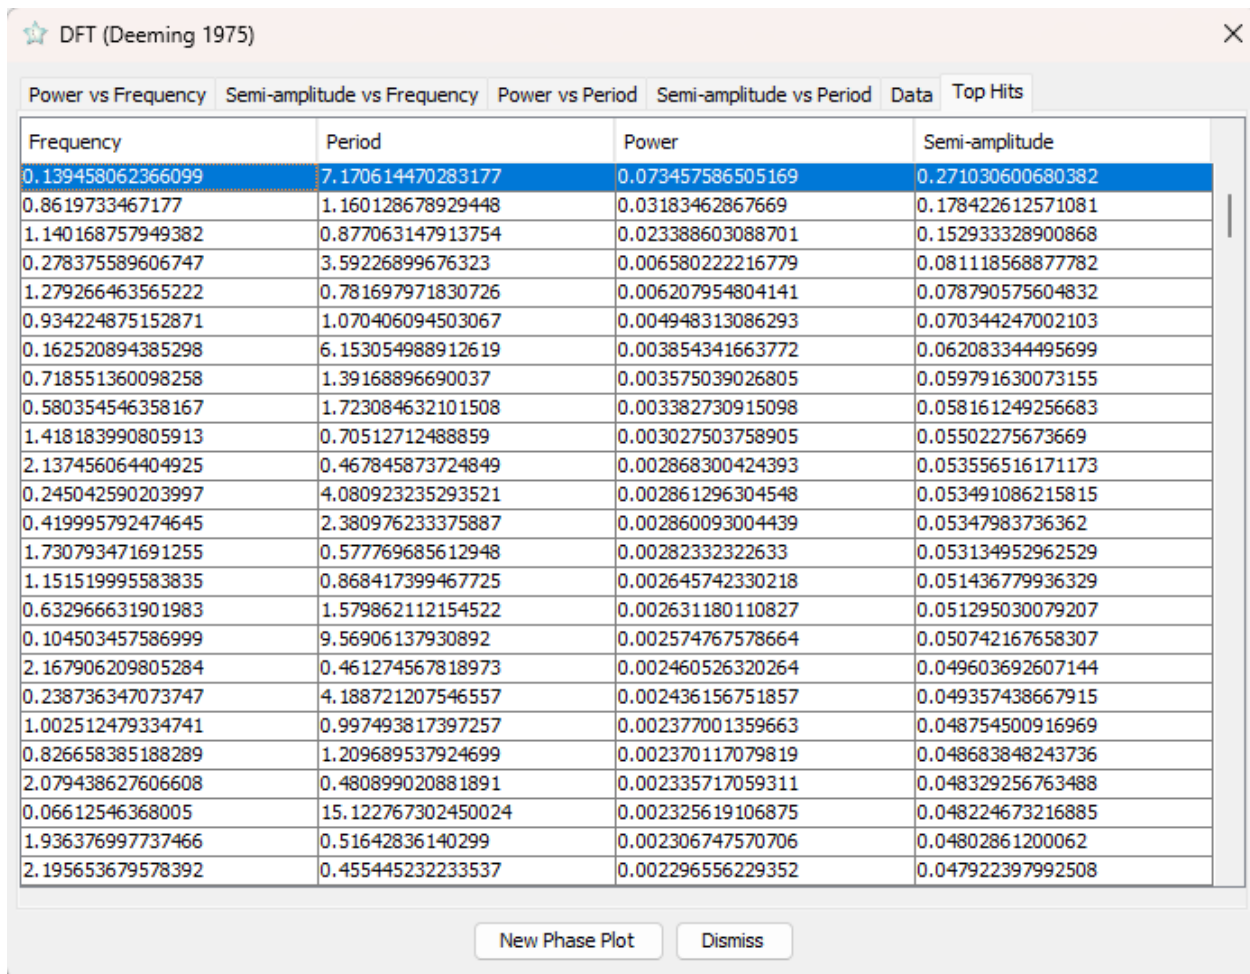 DFT (Deeming 1975)
Power vs Frequency Semi-amplitude vs Frequency Power vs Period Semi-amplitude vs Period Data Top Hits
Frequency Period Power Semi-amplitude
0.139458062366099 7.170614470283177 0.073457586505169 0.271030600680382
0.8619733467177 1.160128678929448 0.03183462867669 0.178422612571081
1.140168757949382 0.877063147913754 0.023388603088701 0.152933328900868
0.278375589606747 3.59226899676323 0.006580222216779 0.081118568877782
1.279266463565222 0.781697971830726 0.006207954804141 0.078790575604832
0.934224875152871 1.070406094503067 0.004948313086293 0.070344247002103
0.162520894385298 6.153054988912619 0.003854341663772 0.062083344495699
0.718551360098258 1.39168896690037 0.003575039026805 0.059791630073155
0.580354546358167 1.723084632101508 0.003382730915098 0.058161249256683
1.418183990805913 0.70512712488859 0.003027503758905 0.05502275673669
2.137456064404925 0.467845873724849 0.002868300424393 0.053556516171173
0.245042590203997 4.080923235293521 0.002861296304548 0.053491086215815
0.419995792474645 2.380976233375887 0.002860093004439 0.05347983736362
1.730793471691255 0.577769685612948 0.00282332322633 0.053134952962529
1.151519995583835 0.868417399467725 0.002645742330218 0.051436779936329
0.632966631901983 1.579862112154522 0.002631180110827 0.051295030079207
0.104503457586999 9.56906137930892 0.002574767578664 0.050742167658307
2.167906209805284 0.461274567818973 0.002460526320264 0.049603692607144
0.238736347073747 4.188721207546557 0.002436156751857 0.049357438667915
1.002512479334741 0.997493817397257 0.002377001359663 0.048754500916969
0.826658385188289 1.209689537924699 0.002370117079819 0.048683848243736
2.079438627606608 0.480899020881891 0.002335717059311 0.048329256763488
0.06612546368005 15.122767302450024 0.002325619106875 0.048224673216885
1.936376997737466 0.51642836140299 0.002306747570706 0.04802861200062
2.195653679578392 0.455445232233537 0.002296556229352 0.047922397992508
New Phase Plot Dismiss